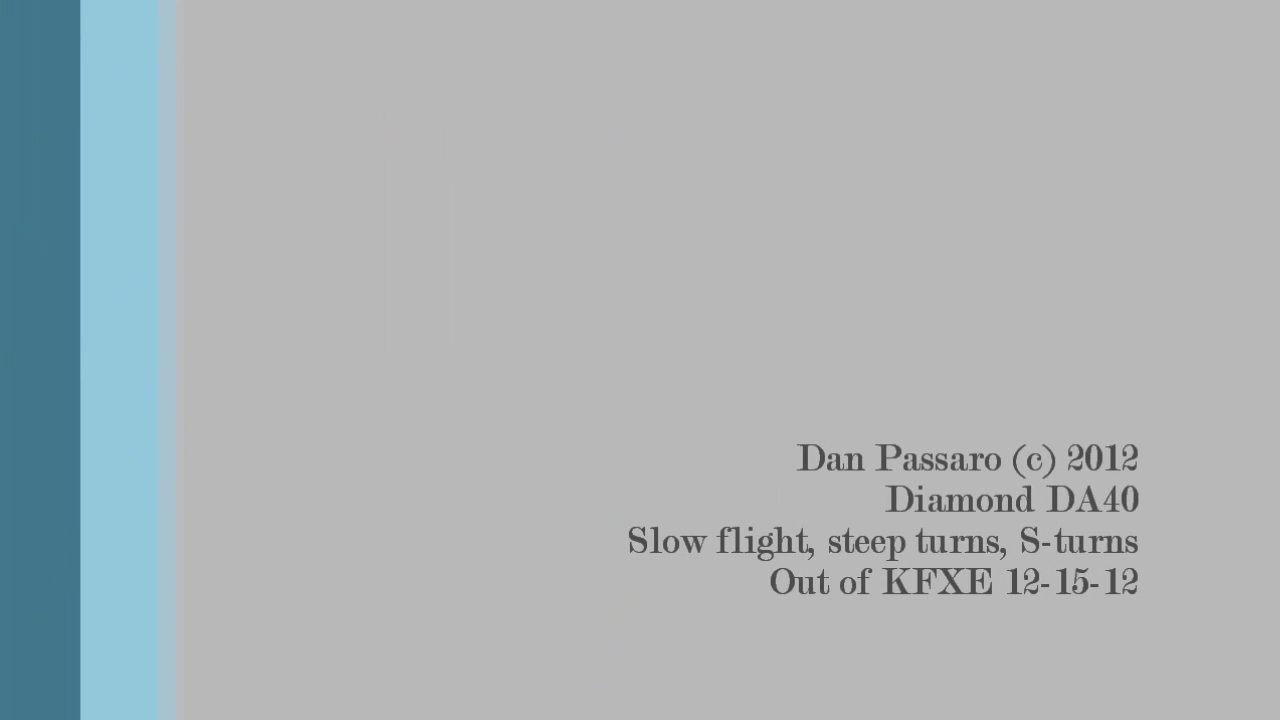 Dan Passaro (c) 2012
Diamond DA40
Slow flight, steep turns, S-turns
Out of KFXE 12-15-12